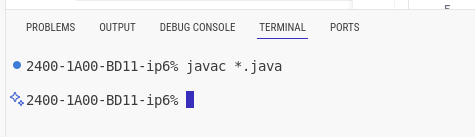 PROBLEMS OUTPUT DEBUG CONSOLE TERMINAL PORTS
2400-1A00-BD11-ip6% javac *.java
2400-1A00-BD11-ip6%